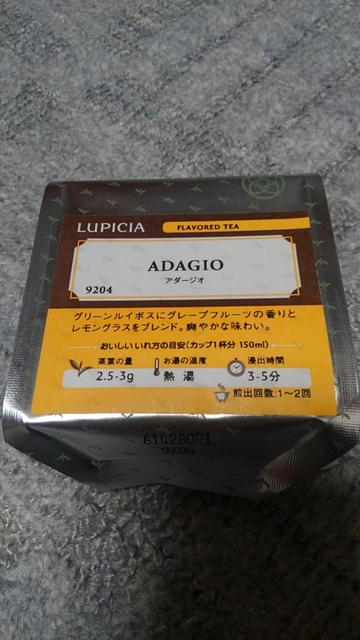 LUPICIA
FLAVORED TEA
ADAGIO
アダージオ
9204
グリーンルイボスにグレープフルーツの香りと
レモングラスをブレンド。爽やかな味わい。
おいしいいれ方の目安(カップ1杯分 150ml)
茶葉の量 お湯の温度 浸出時間
2.5-3g 熱湯 3-5分
煎出回数:1〜2回
614280R1
9204